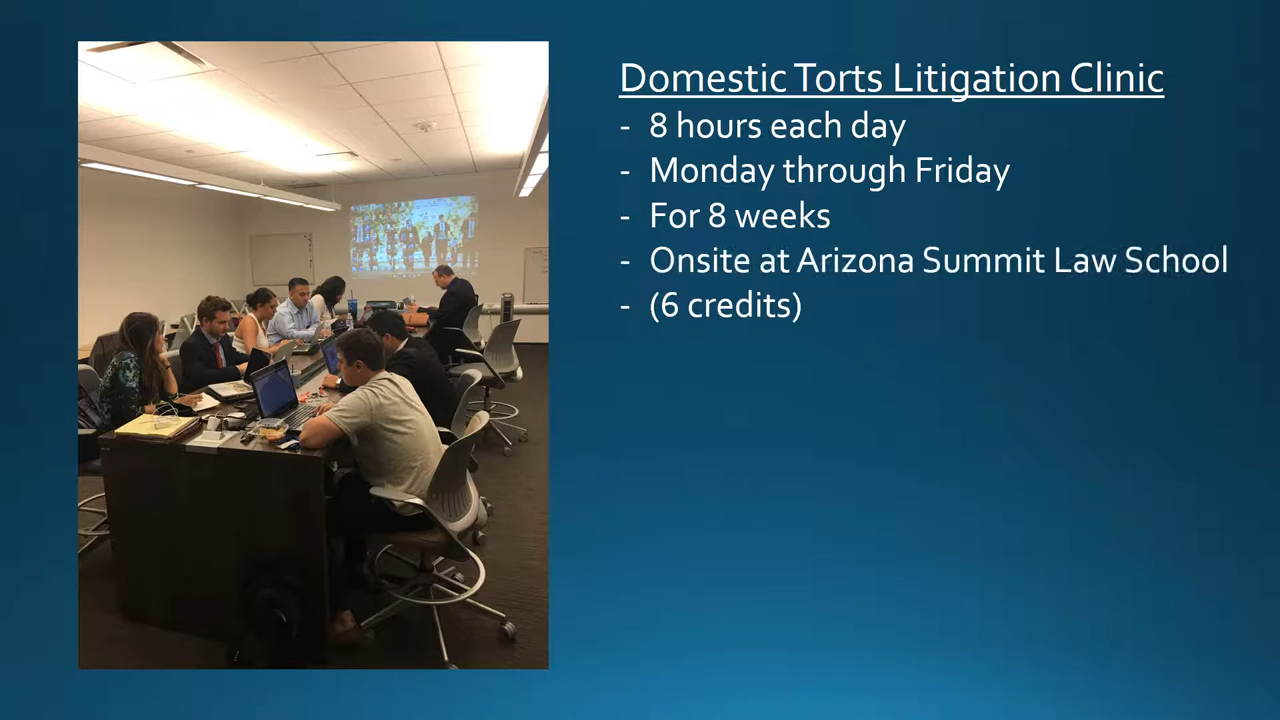 Domestic Torts Litigation Clinic
- 8 hours each day
- Monday through Friday
- For 8 weeks
- Onsite at Arizona Summit Law School
- (6 credits)